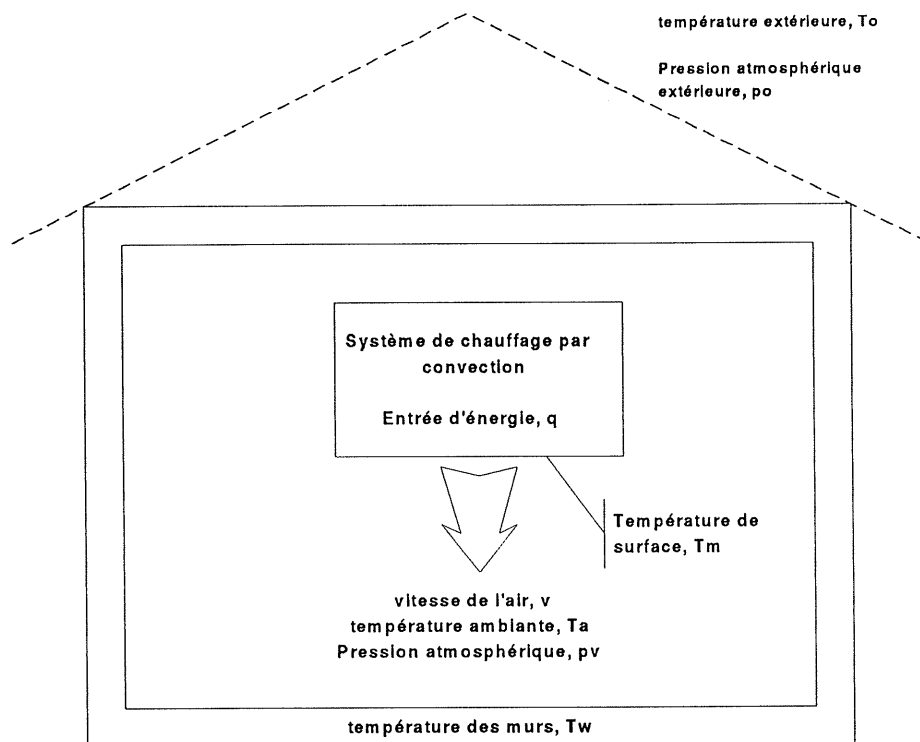 température extérieure, To
Pression atmosphérique
extérieure, po
Système de chauffage par
convection
Entrée d'énergie, q
Température de
surface, Tm
vitesse de l'air, v
température ambiante, Ta
Pression atmosphérique, pv
température des murs, Tw